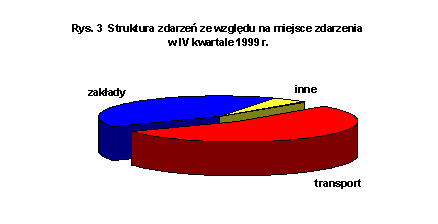 Rys. 3 Struktura zdarzeń ze względu na miejsce zdarzenia
w IV kwartale 1999 r.
inne
zakłady
transport